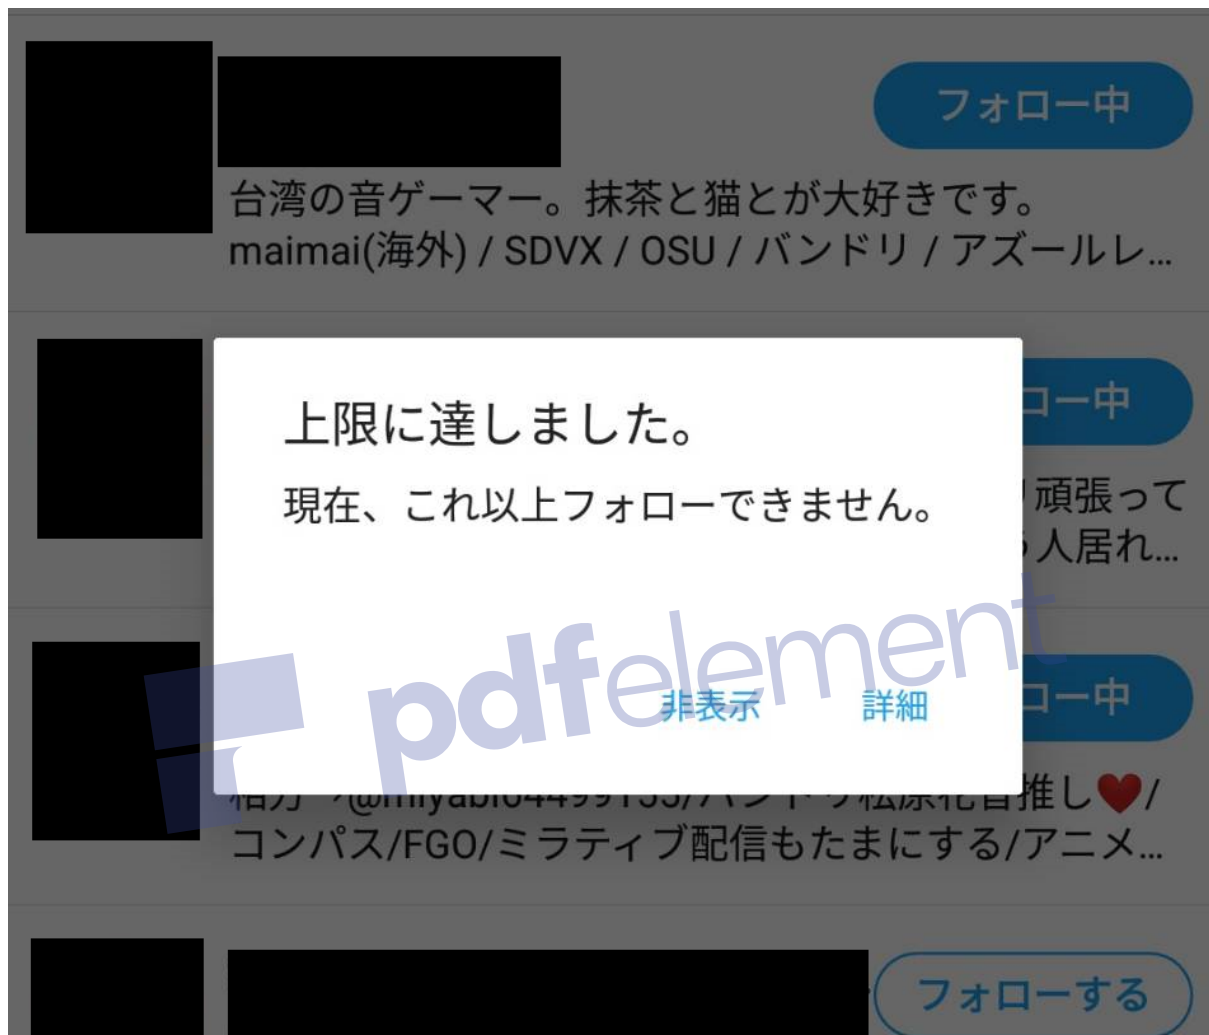 フォロー中
台湾の音ゲーマー。抹茶と猫とが大好きです。
maimai(海外) / SDVX / OSU / バンドリ / アズールレ...
ロー中
上限に達しました。
頑張って
現在、これ以上フォローできません。
人居れ...
pdfelement
ロー中
非表示 詳細
推し❤/
コンパス/FGO/ミラティブ配信もたまにする/アニメ...
フォローする